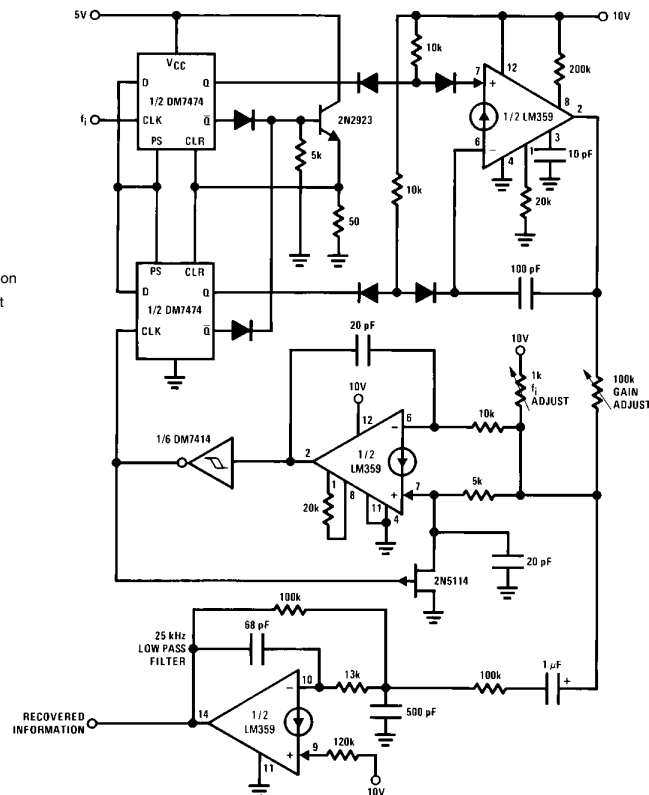 5V
10V
VCC
D
Q
1/2 DM7474
fi
CLK
Q̅
PS
CLR
10k
7
+
12
200k
8
2
1/2 LM359
6
−
4
1
3
10 pF
20k
2N2923
5k
50
10k
on
t
PS
CLR
D
Q
1/2 DM7474
CLK
Q̅
100 pF
20 pF
10V
1k
fi
ADJUST
100k
GAIN
ADJUST
10V
12
−
6
10k
1/6 DM7414
2
1/2
LM359
+
7
5k
20k
1
8
11
4
2N5114
20 pF
100k
25 kHz
LOW PASS
FILTER
68 pF
10
13k
100k
1 μF
+
−
500 pF
RECOVERED
INFORMATION
14
1/2
LM359
+
9
120k
11
10V